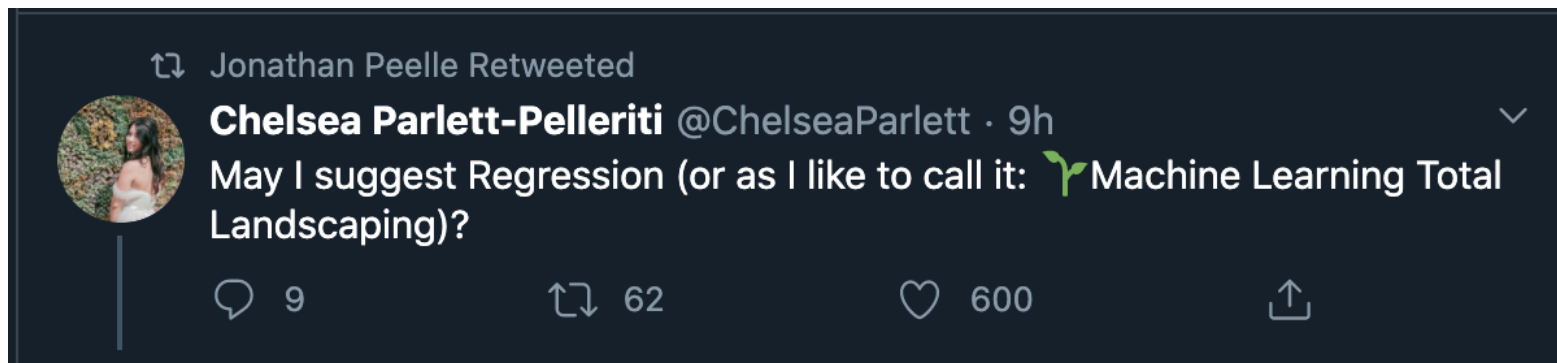 Jonathan Peelle Retweeted
Chelsea Parlett-Pelleriti @ChelseaParlett · 9h
May I suggest Regression (or as I like to call it: 🌱Machine Learning Total
Landscaping)?
9 62 600